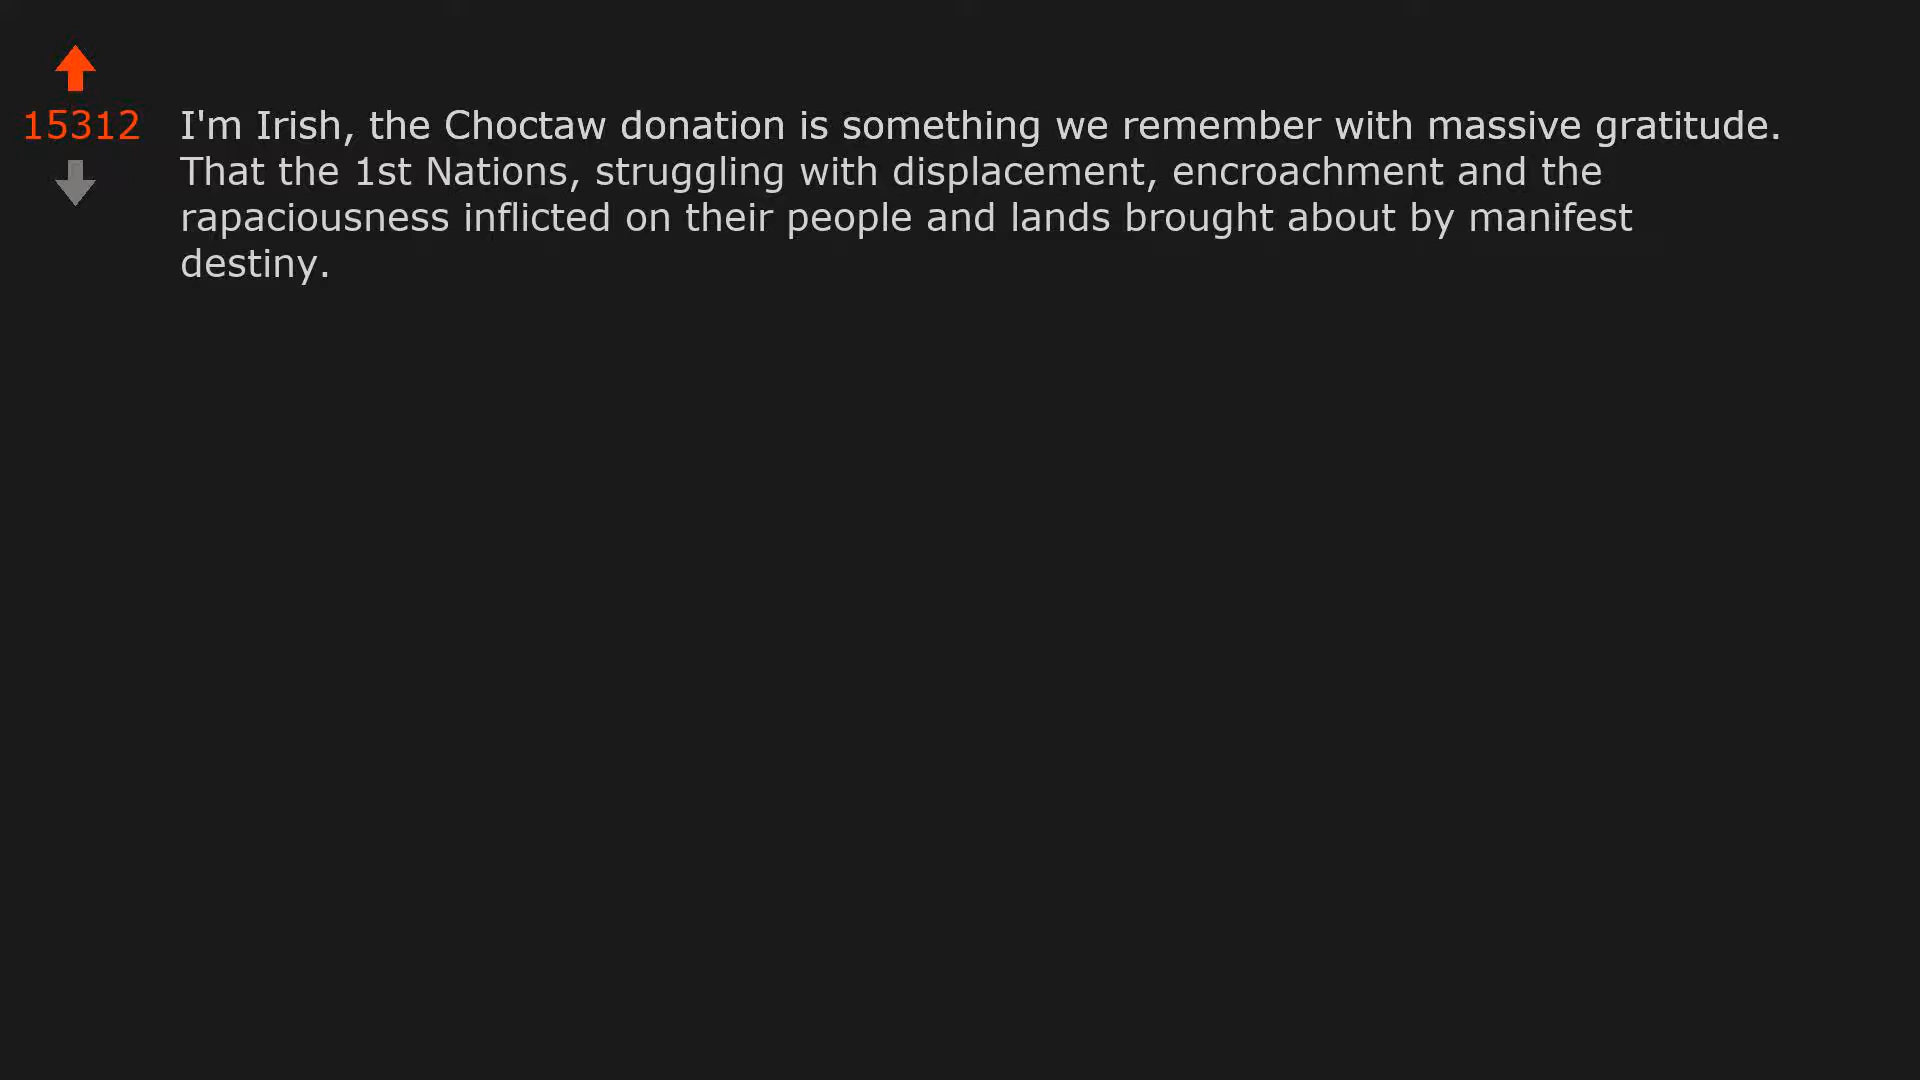 15312
I'm Irish, the Choctaw donation is something we remember with massive gratitude.
That the 1st Nations, struggling with displacement, encroachment and the
rapaciousness inflicted on their people and lands brought about by manifest
destiny.